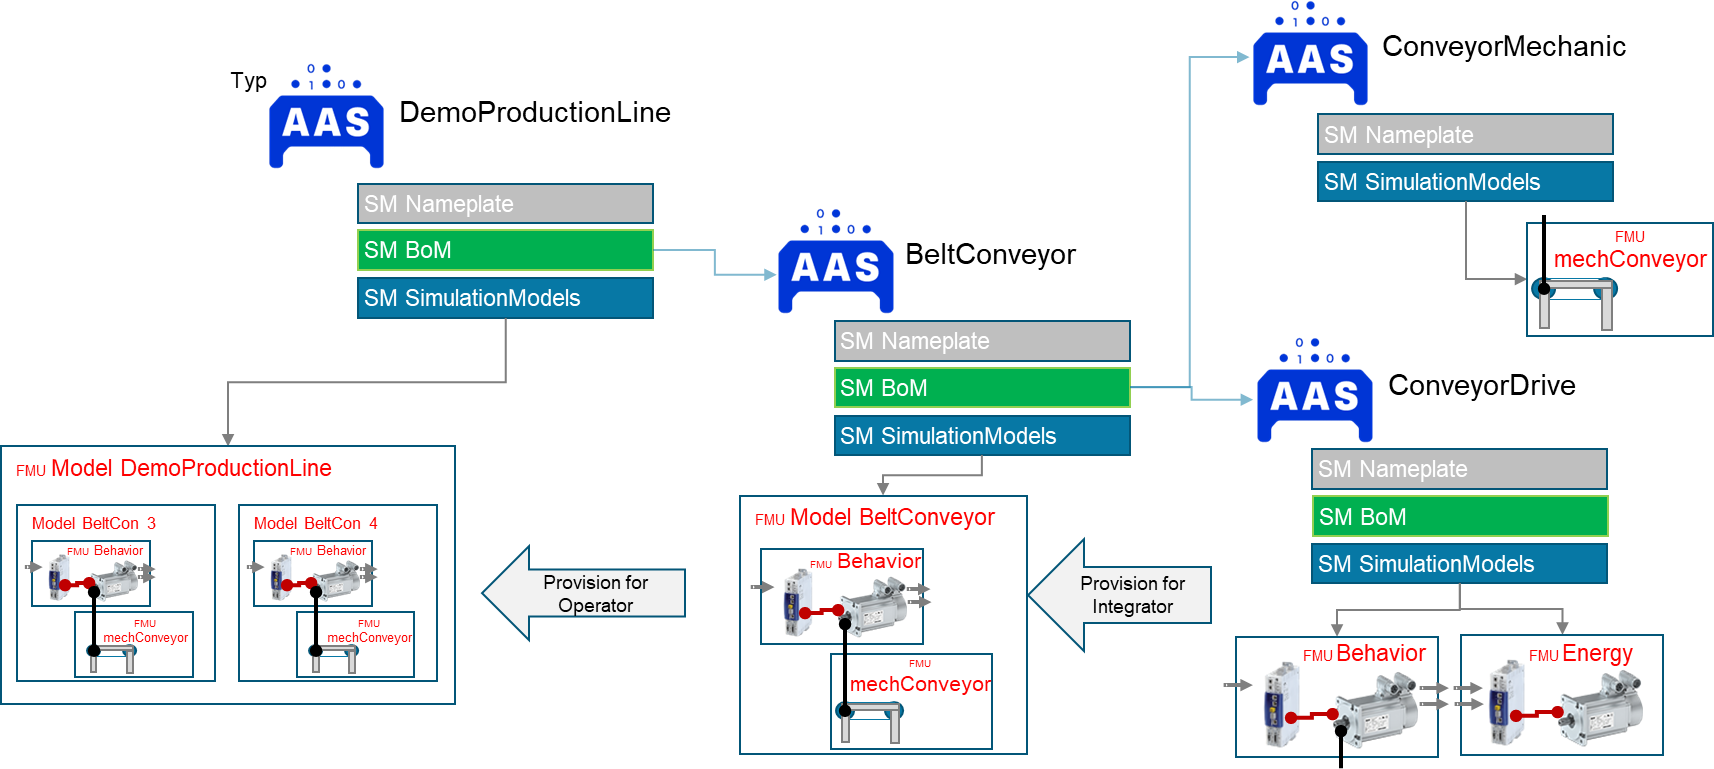 Typ
AAS
DemoProductionLine
SM Nameplate
SM BoM
SM SimulationModels
FMU Model DemoProductionLine
Model BeltCon 3
FMU Behavior
FMU
mechConveyor
Model BeltCon 4
FMU Behavior
FMU
mechConveyor
Provision for
Operator
AAS
BeltConveyor
SM Nameplate
SM BoM
SM SimulationModels
FMU Model BeltConveyor
FMU Behavior
FMU
mechConveyor
Provision for
Integrator
AAS
ConveyorMechanic
SM Nameplate
SM SimulationModels
FMU
mechConveyor
AAS
ConveyorDrive
SM Nameplate
SM BoM
SM SimulationModels
FMU Behavior
FMU Energy